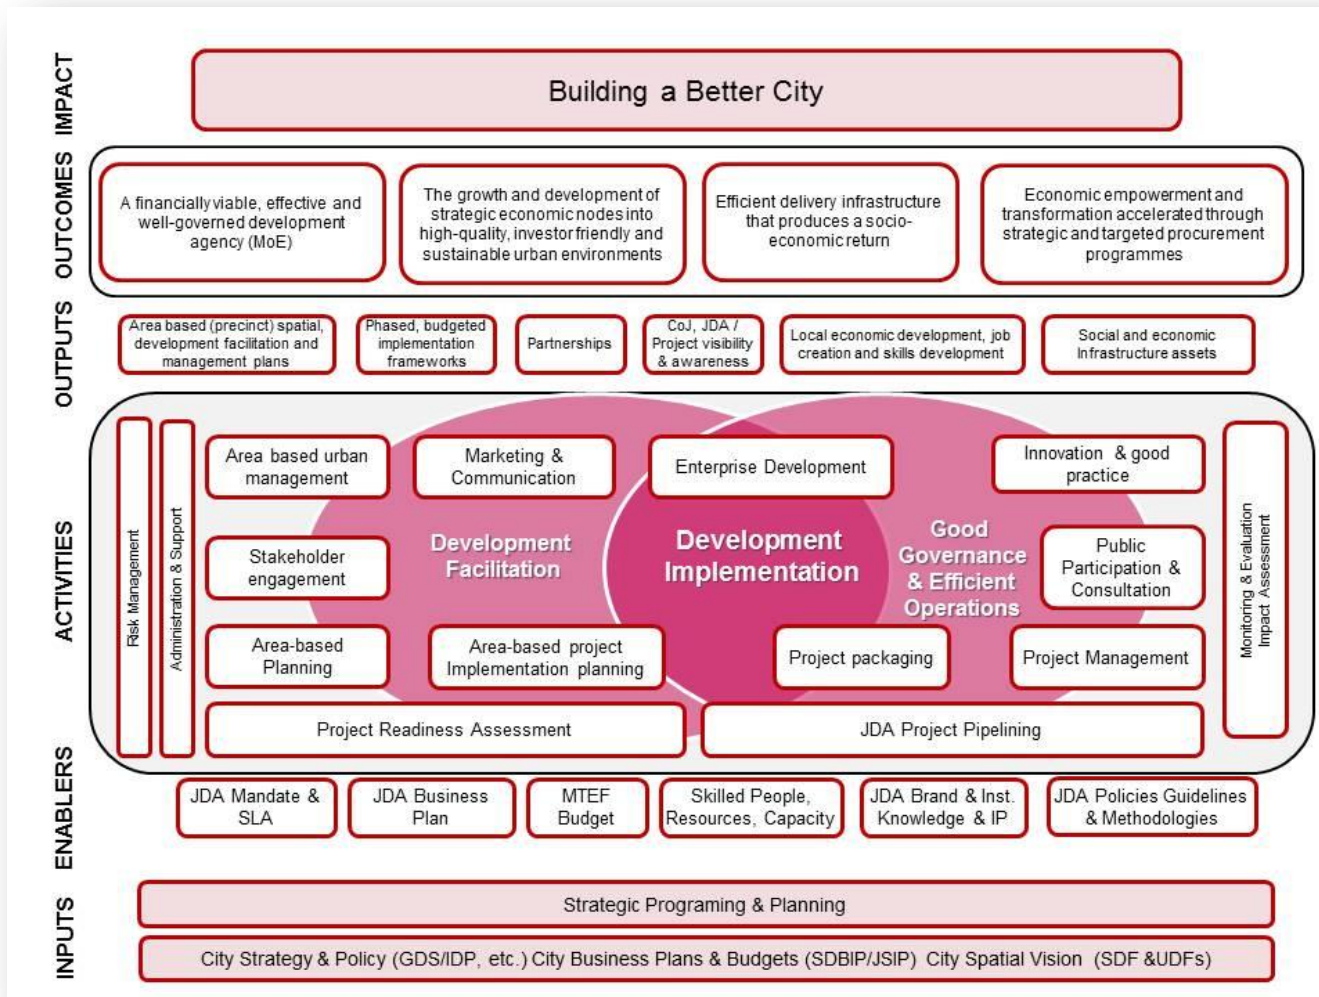 IMPACT
Building a Better City
OUTCOMES
A financially viable, effective and
well-governed development
agency (MoE)
The growth and development of
strategic economic nodes into
high-quality, investor friendly and
sustainable urban environments
Efficient delivery infrastructure
that produces a socio-
economic return
Economic empowerment and
transformation accelerated through
strategic and targeted procurement
programmes
OUTPUTS
Area based (precinct) spatial,
development facilitation and
management plans
Phased, budgeted
implementation
frameworks
Partnerships
CoJ, JDA /
Project visibility
& awareness
Local economic development, job
creation and skills development
Social and economic
Infrastructure assets
ACTIVITIES
Risk Management
Administration & Support
Area based urban
management
Marketing &
Communication
Enterprise Development
Innovation & good
practice
Stakeholder
engagement
Development
Facilitation
Development
Implementation
Good
Governance
& Efficient
Operations
Public
Participation &
Consultation
Area-based
Planning
Area-based project
Implementation planning
Project packaging
Project Management
Project Readiness Assessment
JDA Project Pipelining
Monitoring & Evaluation
Impact Assessment
ENABLERS
JDA Mandate &
SLA
JDA Business
Plan
MTEF
Budget
Skilled People,
Resources, Capacity
JDA Brand & Inst.
Knowledge & IP
JDA Policies Guidelines
& Methodologies
INPUTS
Strategic Programing & Planning
City Strategy & Policy (GDS/IDP, etc.) City Business Plans & Budgets (SDBIP/JSIP) City Spatial Vision (SDF &UDFs)